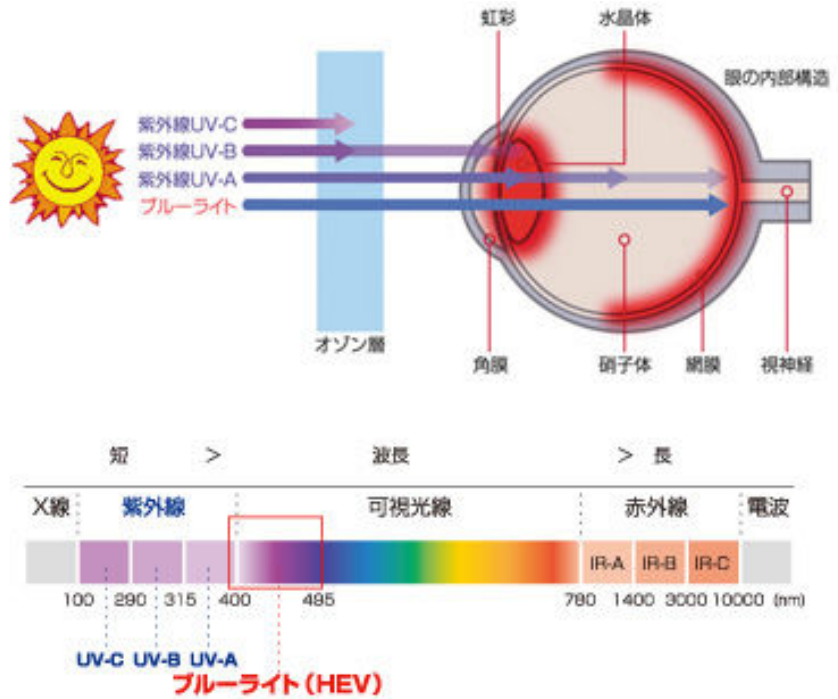 虹彩 水晶体
眼の内部構造
紫外線UV-C
紫外線UV-B
紫外線UV-A
ブルーライト
オゾン層
角膜 硝子体 網膜 視神経
短 > 波長 > 長
X線 紫外線 可視光線 赤外線 電波
IR-A IR-B IR-C
100 290 315 400 495 780 1400 3000 10000 (nm)
UV-C UV-B UV-A
ブルーライト(HEV)